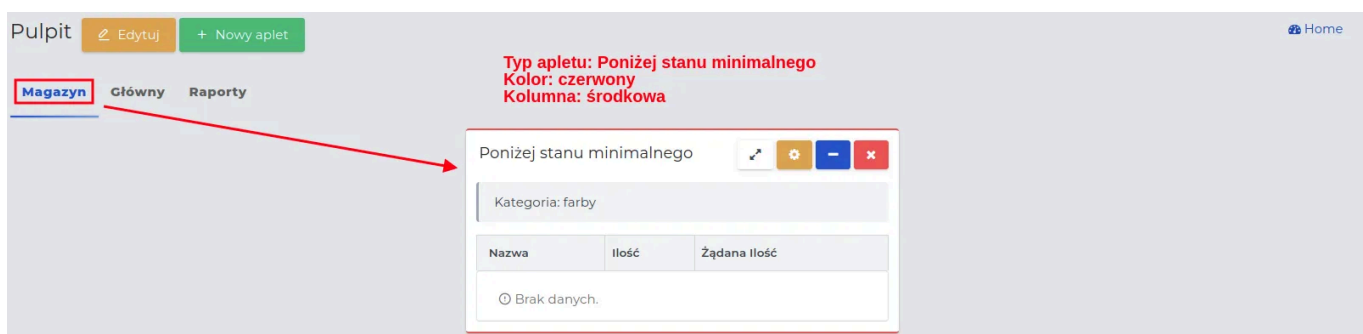 Pulpit Edytuj + Nowy aplet Home
Typ apletu: Poniżej stanu minimalnego
Kolor: czerwony
Kolumna: środkowa
Magazyn Główny Raporty
Poniżej stanu minimalnego
Kategoria: farby
Nazwa Ilość Żądana Ilość
Brak danych.